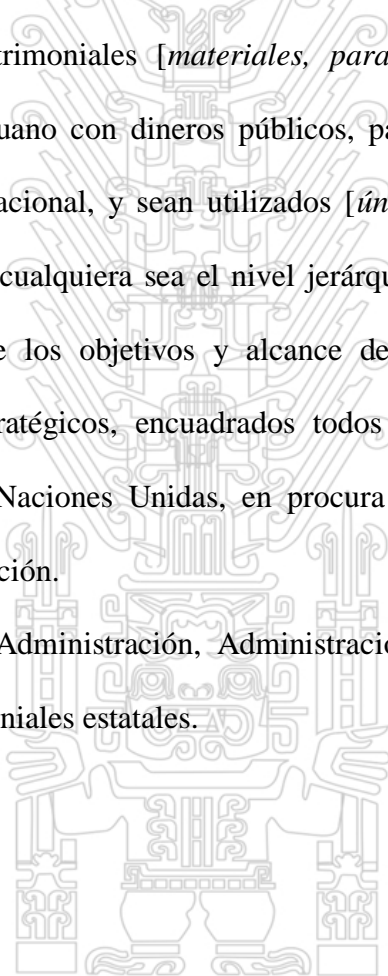 trimoniales [materiales, para
uano con dineros públicos, pa
acional, y sean utilizados [ún
cualquiera sea el nivel jerárqu
e los objetivos y alcance de
ratégicos, encuadrados todos
Naciones Unidas, en procura
ción.
Administración, Administracio
niales estatales.